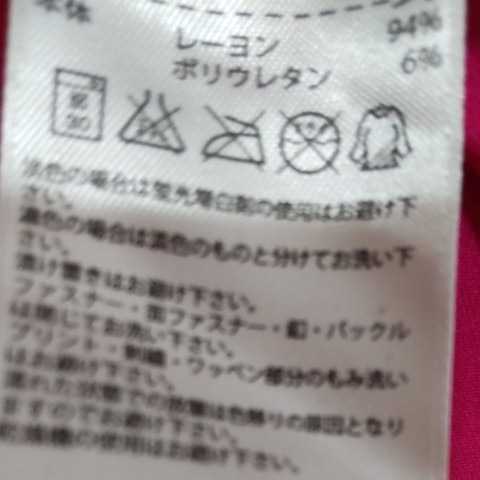 本体 94%
レーヨン 6%
ポリウレタン
弱 30
淡色の場合は蛍光増白剤の使用はお避け下
さい。
濃色の場合は淡色のものと分けてお洗い下
さい。
漬け置きはお避け下さい。
ファスナー・面ファスナー・釦・バックル
は閉じてお洗い下さい。
プリント・刺繍・ワッペン部分のもみ洗い
はお避け下さい。
濡れた状態での放置は色移りの原因となり
ますのでお避け下さい。
乾燥機の使用はお避け下さい。